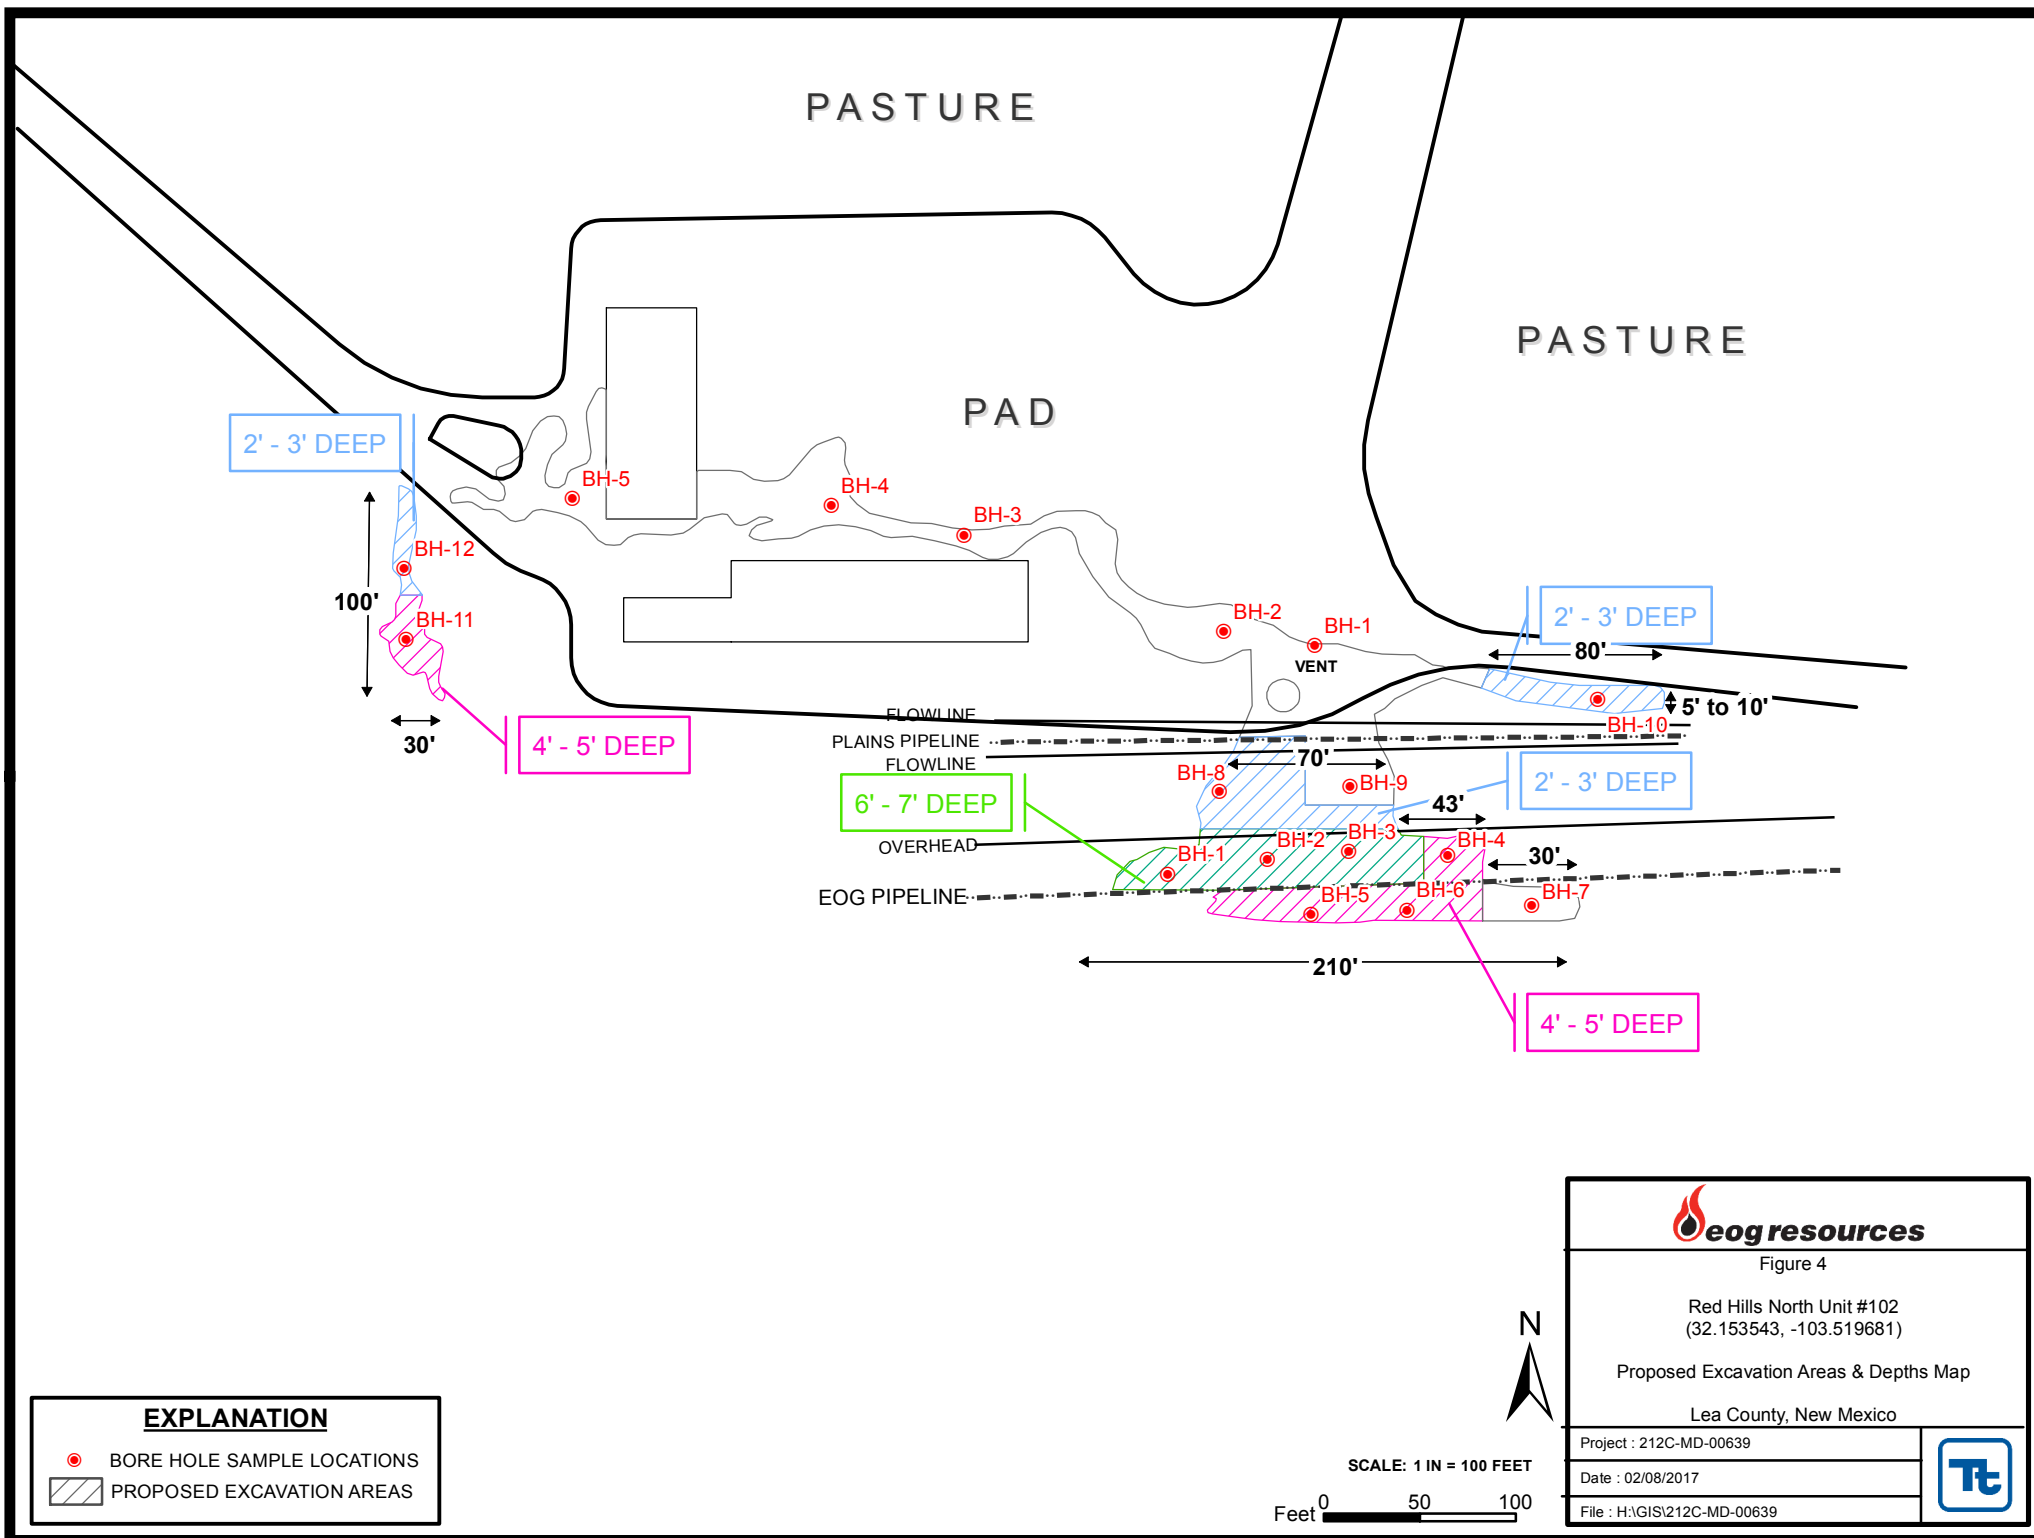 PASTURE
PASTURE
PAD
2' - 3' DEEP
BH-5
BH-4
BH-3
BH-12
100'
BH-11
BH-2
BH-1
VENT
2' - 3' DEEP
80'
5' to 10'
BH-10
30'
4' - 5' DEEP
FLOWLINE
PLAINS PIPELINE
FLOWLINE
70'
BH-8
BH-9
2' - 3' DEEP
6' - 7' DEEP
43'
OVERHEAD
BH-1
BH-2
BH-3
BH-4
30'
EOG PIPELINE
BH-5
BH-6
BH-7
210'
4' - 5' DEEP
EXPLANATION
BORE HOLE SAMPLE LOCATIONS
PROPOSED EXCAVATION AREAS
N
SCALE: 1 IN = 100 FEET
Feet 0 50 100
eog resources
Figure 4
Red Hills North Unit #102
(32.153543, -103.519681)
Proposed Excavation Areas & Depths Map
Lea County, New Mexico
Project : 212C-MD-00639
Date : 02/08/2017
File : H:\GIS\212C-MD-00639
Tt